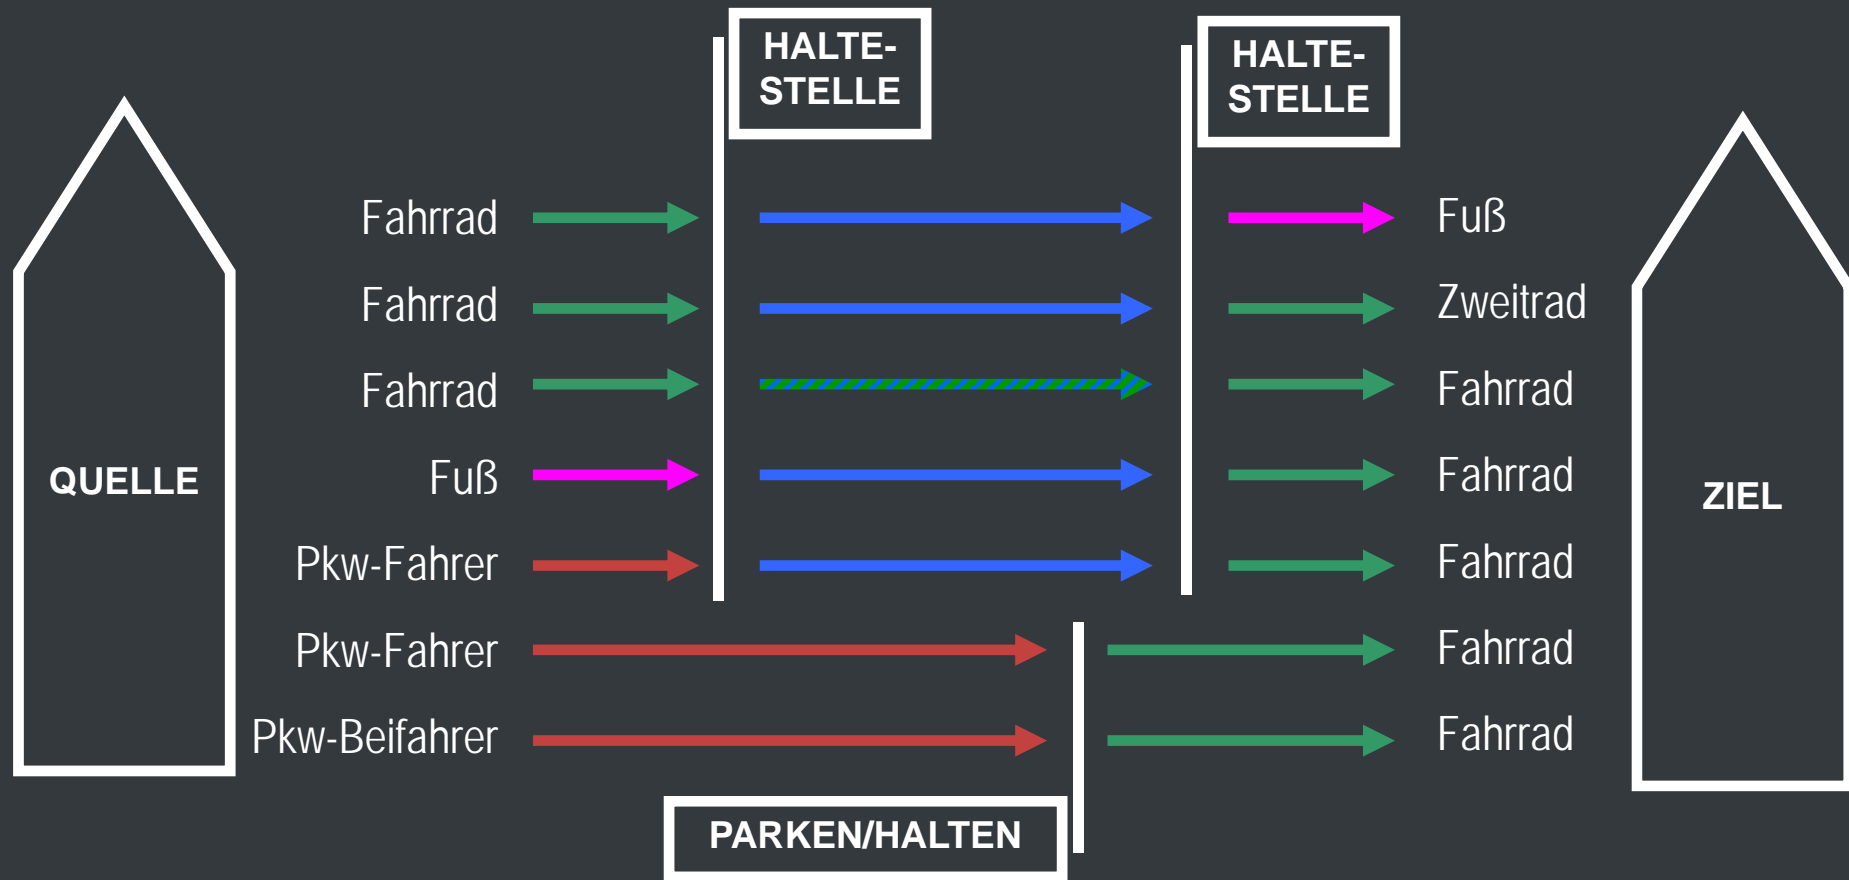 HALTE-
STELLE
HALTE-
STELLE
Fahrrad
Fuß
Fahrrad
Zweitrad
Fahrrad
Fahrrad
QUELLE
Fuß
Fahrrad
ZIEL
Pkw-Fahrer
Fahrrad
Pkw-Fahrer
Fahrrad
Pkw-Beifahrer
Fahrrad
PARKEN/HALTEN